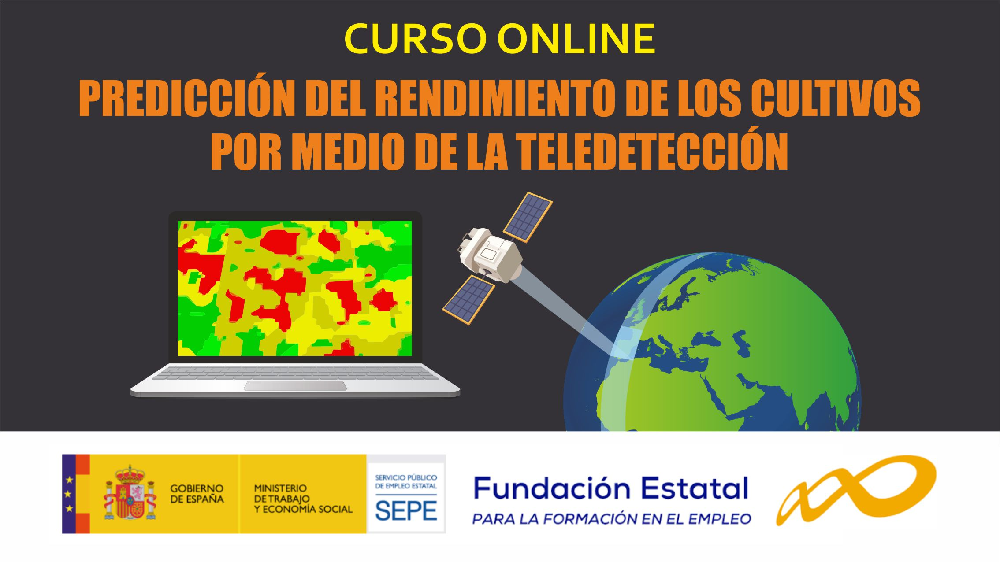 CURSO ONLINE
PREDICCIÓN DEL RENDIMIENTO DE LOS CULTIVOS
POR MEDIO DE LA TELEDETECCIÓN
GOBIERNO
DE ESPAÑA
MINISTERIO
DE TRABAJO
Y ECONOMÍA SOCIAL
SERVICIO PÚBLICO
DE EMPLEO ESTATAL
SEPE
Fundación Estatal
PARA LA FORMACIÓN EN EL EMPLEO